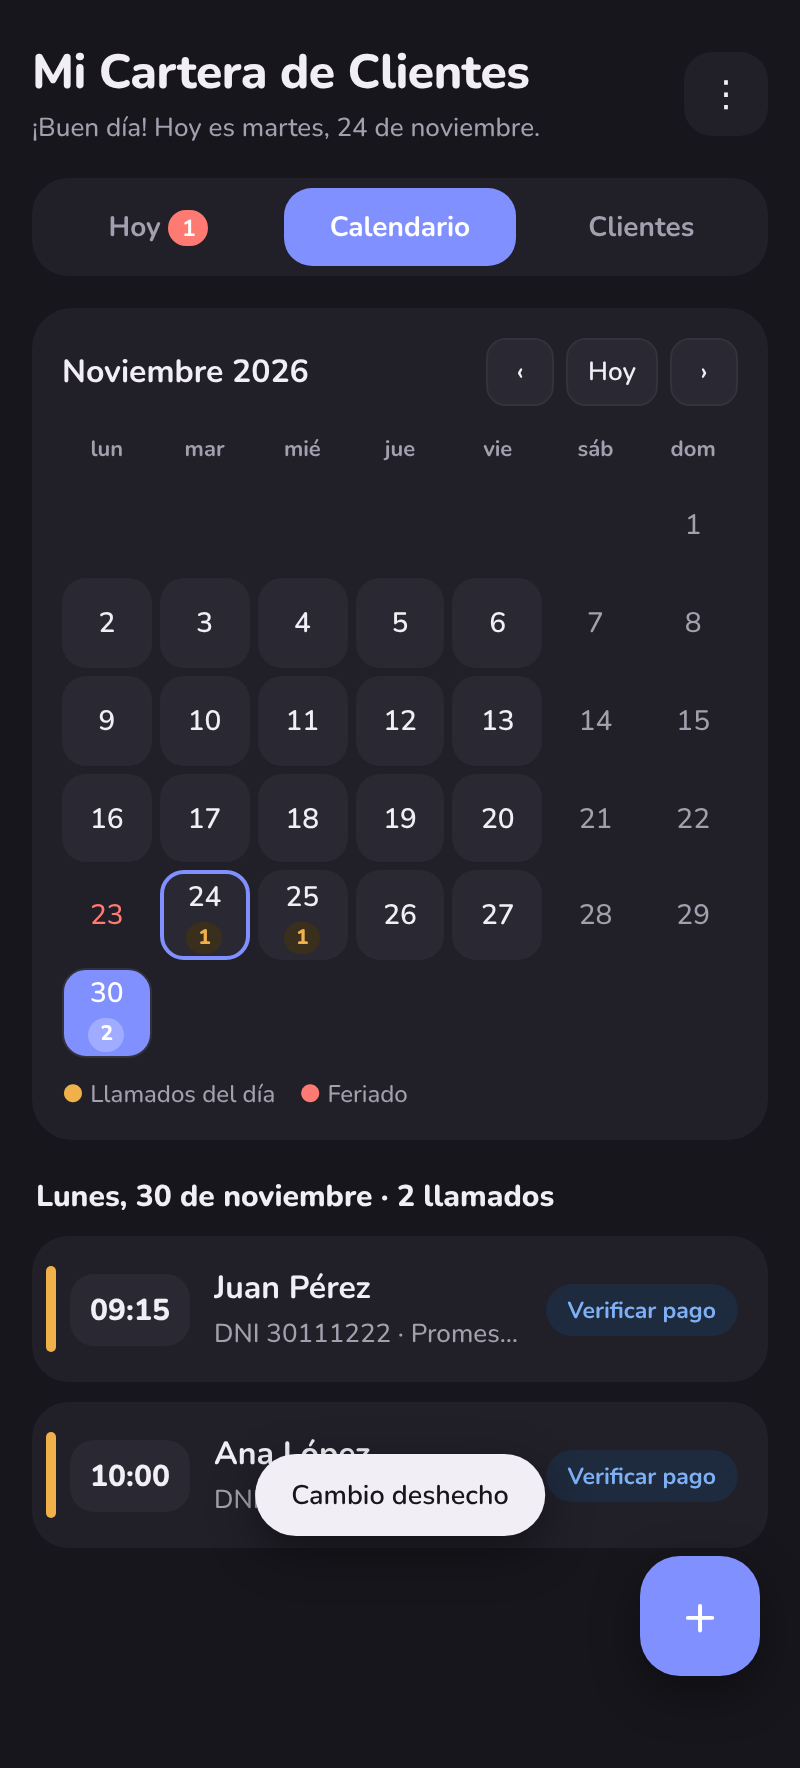 Mi Cartera de Clientes
¡Buen día! Hoy es martes, 24 de noviembre.
⋮
Hoy 1 Calendario Clientes
Noviembre 2026 ‹ Hoy ›
lun mar mié jue vie sáb dom
1
2 3 4 5 6 7 8
9 10 11 12 13 14 15
16 17 18 19 20 21 22
23 24 25 26 27 28 29
1 1
30
2
Llamados del día Feriado
Lunes, 30 de noviembre · 2 llamados
09:15 Juan Pérez Verificar pago
DNI 30111222 · Promes...
10:00 Ana López Verificar pago
DNI
Cambio deshecho
+